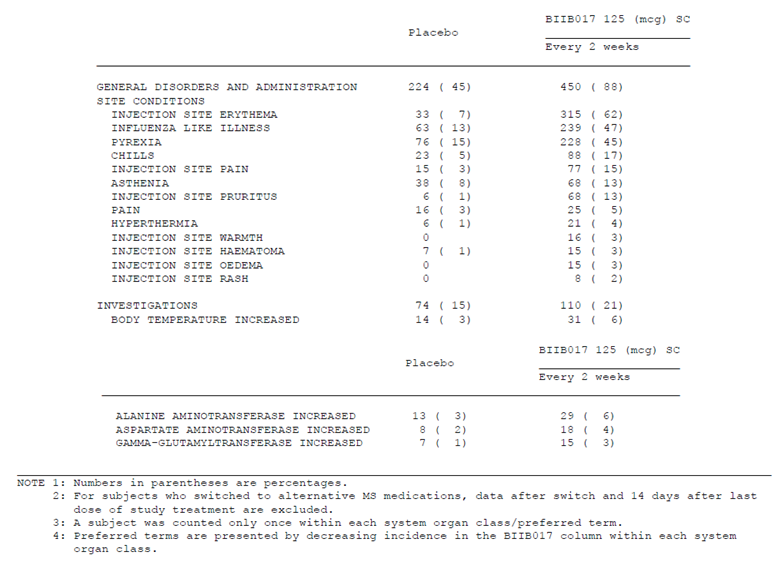 Placebo BIIB017 125 (mcg) SC
Every 2 weeks
GENERAL DISORDERS AND ADMINISTRATION 224 ( 45) 450 ( 88)
SITE CONDITIONS
INJECTION SITE ERYTHEMA 33 ( 7) 315 ( 62)
INFLUENZA LIKE ILLNESS 63 ( 13) 239 ( 47)
PYREXIA 76 ( 15) 228 ( 45)
CHILLS 23 ( 5) 88 ( 17)
INJECTION SITE PAIN 15 ( 3) 77 ( 15)
ASTHENIA 38 ( 8) 68 ( 13)
INJECTION SITE PRURITUS 6 ( 1) 68 ( 13)
PAIN 16 ( 3) 25 ( 5)
HYPERTHERMIA 6 ( 1) 21 ( 4)
INJECTION SITE WARMTH 0 16 ( 3)
INJECTION SITE HAEMATOMA 7 ( 1) 15 ( 3)
INJECTION SITE OEDEMA 0 15 ( 3)
INJECTION SITE RASH 0 8 ( 2)
INVESTIGATIONS 74 ( 15) 110 ( 21)
BODY TEMPERATURE INCREASED 14 ( 3) 31 ( 6)
Placebo BIIB017 125 (mcg) SC
Every 2 weeks
ALANINE AMINOTRANSFERASE INCREASED 13 ( 3) 29 ( 6)
ASPARTATE AMINOTRANSFERASE INCREASED 8 ( 2) 18 ( 4)
GAMMA-GLUTAMYLTRANSFERASE INCREASED 7 ( 1) 15 ( 3)
NOTE 1: Numbers in parentheses are percentages.
2: For subjects who switched to alternative MS medications, data after switch and 14 days after last
dose of study treatment are excluded.
3: A subject was counted only once within each system organ class/preferred term.
4: Preferred terms are presented by decreasing incidence in the BIIB017 column within each system
organ class.